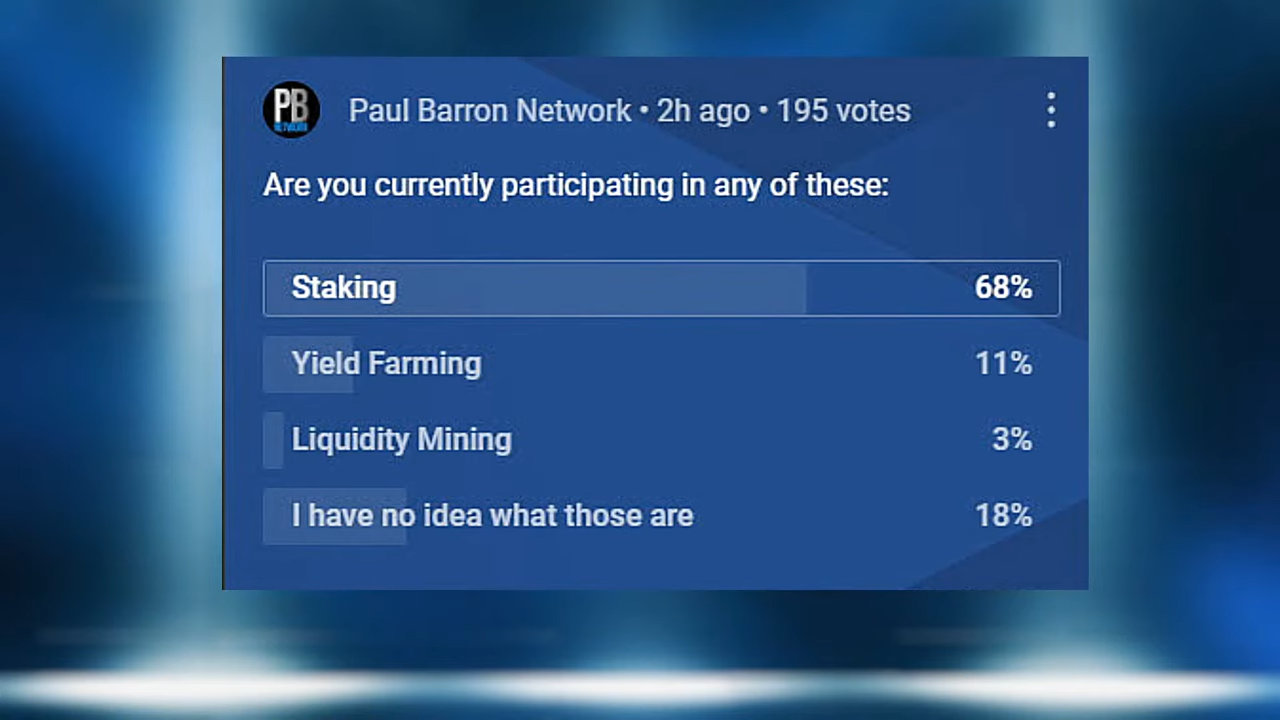 PB
NETWORK
Paul Barron Network • 2h ago • 195 votes
Are you currently participating in any of these:
Staking 68%
Yield Farming 11%
Liquidity Mining 3%
I have no idea what those are 18%